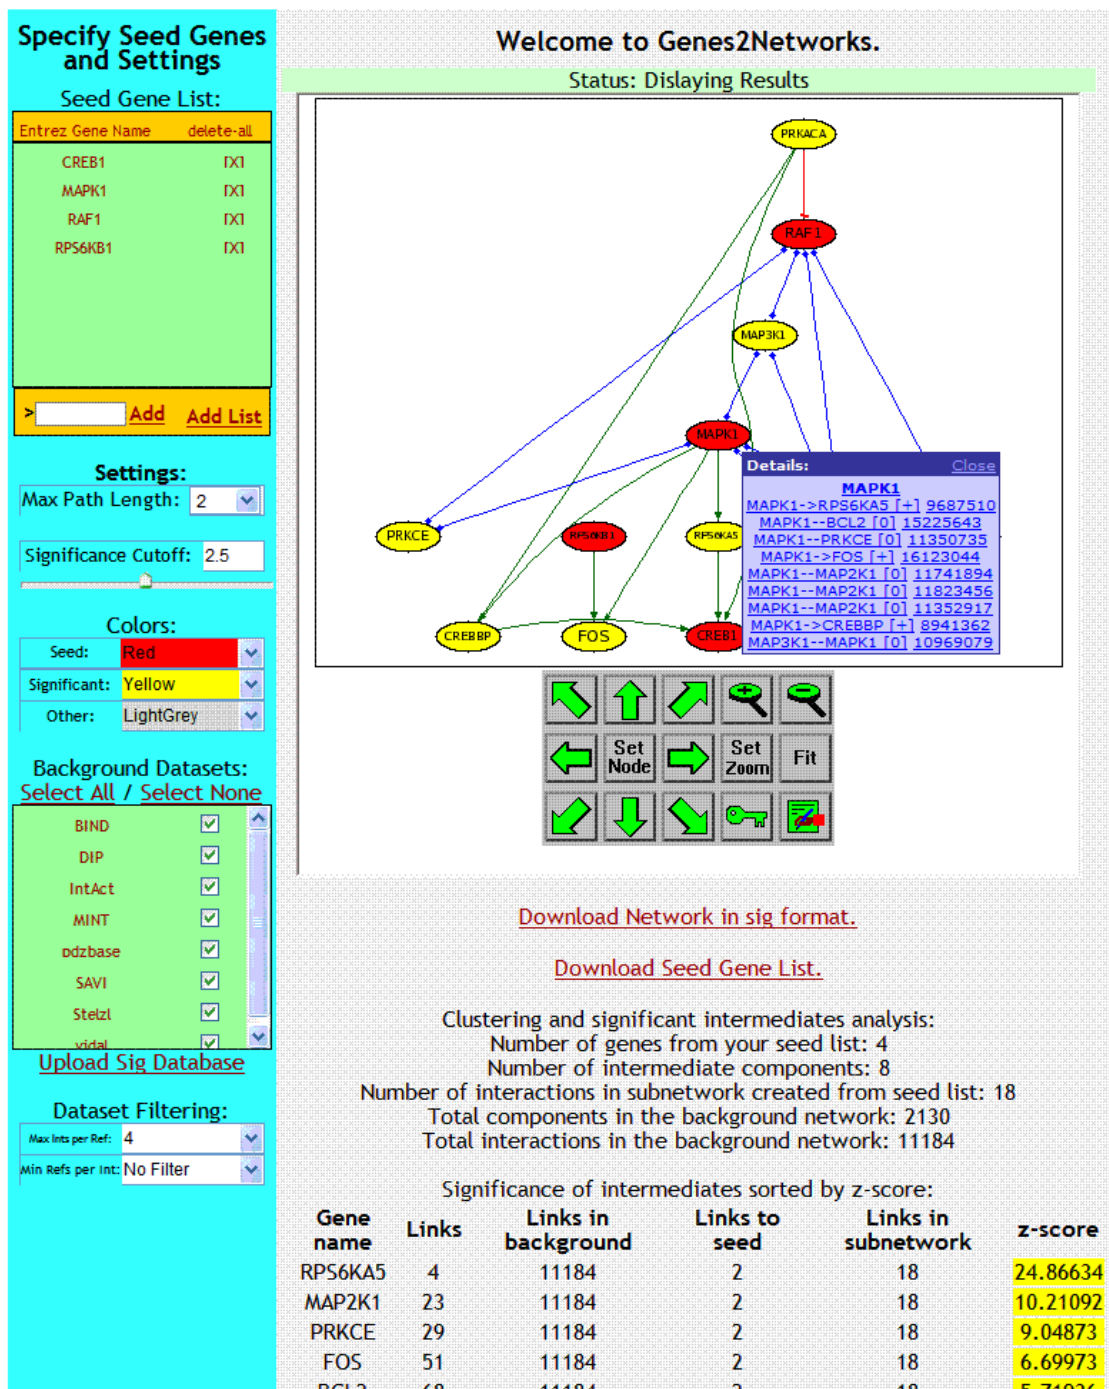 Specify Seed Genes
and Settings
Seed Gene List:
Entrez Gene Name delete-all
CREB1 [X]
MAPK1 [X]
RAF1 [X]
RPS6KB1 [X]
> Add Add List
Settings:
Max Path Length: 2
Significance Cutoff: 2.5
Colors:
Seed: Red
Significant: Yellow
Other: LightGrey
Background Datasets:
Select All / Select None
BIND
DIP
IntAct
MINT
pdzbase
SAVI
Stelzl
vidal
Upload Sig Database
Dataset Filtering:
Max Ints per Ref: 4
Min Refs per Int: No Filter
Welcome to Genes2Networks.
Status: Dislaying Results
PRKACA
RAF1
MAP3K1
MAPK1
PRKCE
RPS6KB1
RPS6KA5
CREBBP
FOS
CREB1
Details: Close
MAPK1
MAPK1->RPS6KA5 [+] 9687510
MAPK1--BCL2 [0] 15225643
MAPK1--PRKCE [0] 11350735
MAPK1->FOS [+] 16123044
MAPK1--MAP2K1 [0] 11741894
MAPK1--MAP2K1 [0] 11823456
MAPK1--MAP2K1 [0] 11352917
MAPK1->CREBBP [+] 8941362
MAP3K1--MAPK1 [0] 10969079
Set Node
Set Zoom
Fit
Download Network in sig format.
Download Seed Gene List.
Clustering and significant intermediates analysis:
Number of genes from your seed list: 4
Number of intermediate components: 8
Number of interactions in subnetwork created from seed list: 18
Total components in the background network: 2130
Total interactions in the background network: 11184
Significance of intermediates sorted by z-score:
Gene name Links Links in background Links to seed Links in subnetwork z-score
RPS6KA5 4 11184 2 18 24.86634
MAP2K1 23 11184 2 18 10.21092
PRKCE 29 11184 2 18 9.04873
FOS 51 11184 2 18 6.69973
BCL2 68 11184 2 18